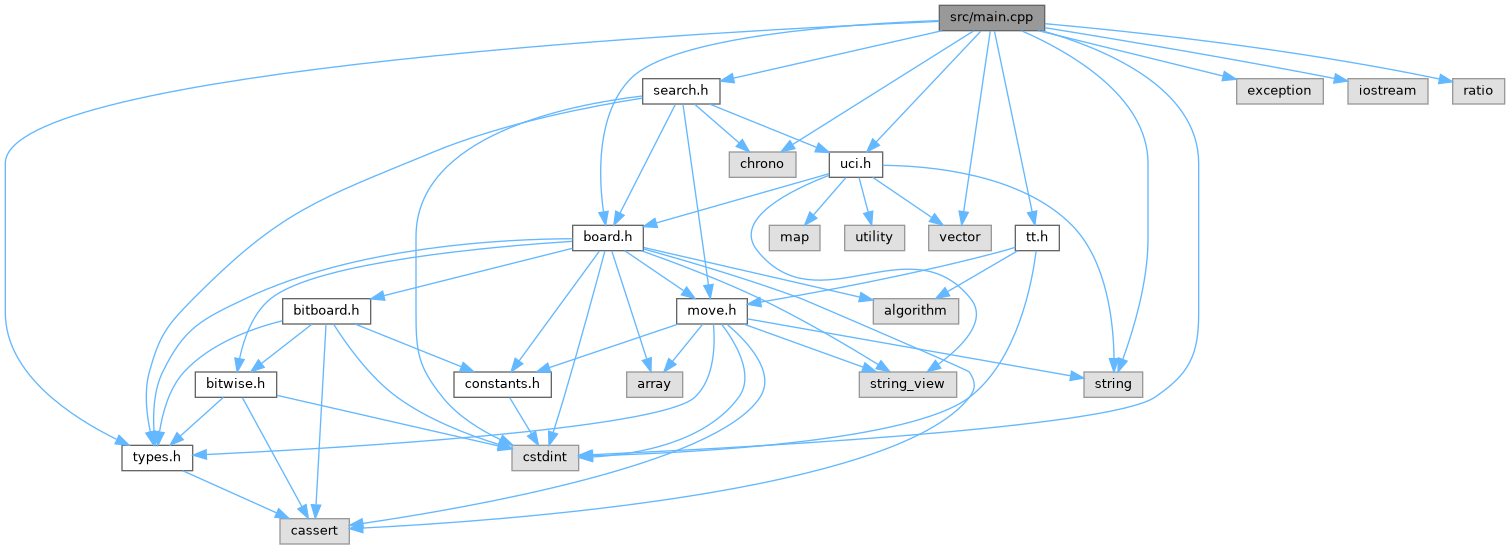 src/main.cpp
search.h
exception
iostream
ratio
chrono
uci.h
board.h
map
utility
vector
tt.h
bitboard.h
move.h
algorithm
bitwise.h
constants.h
array
string_view
string
types.h
cstdint
cassert